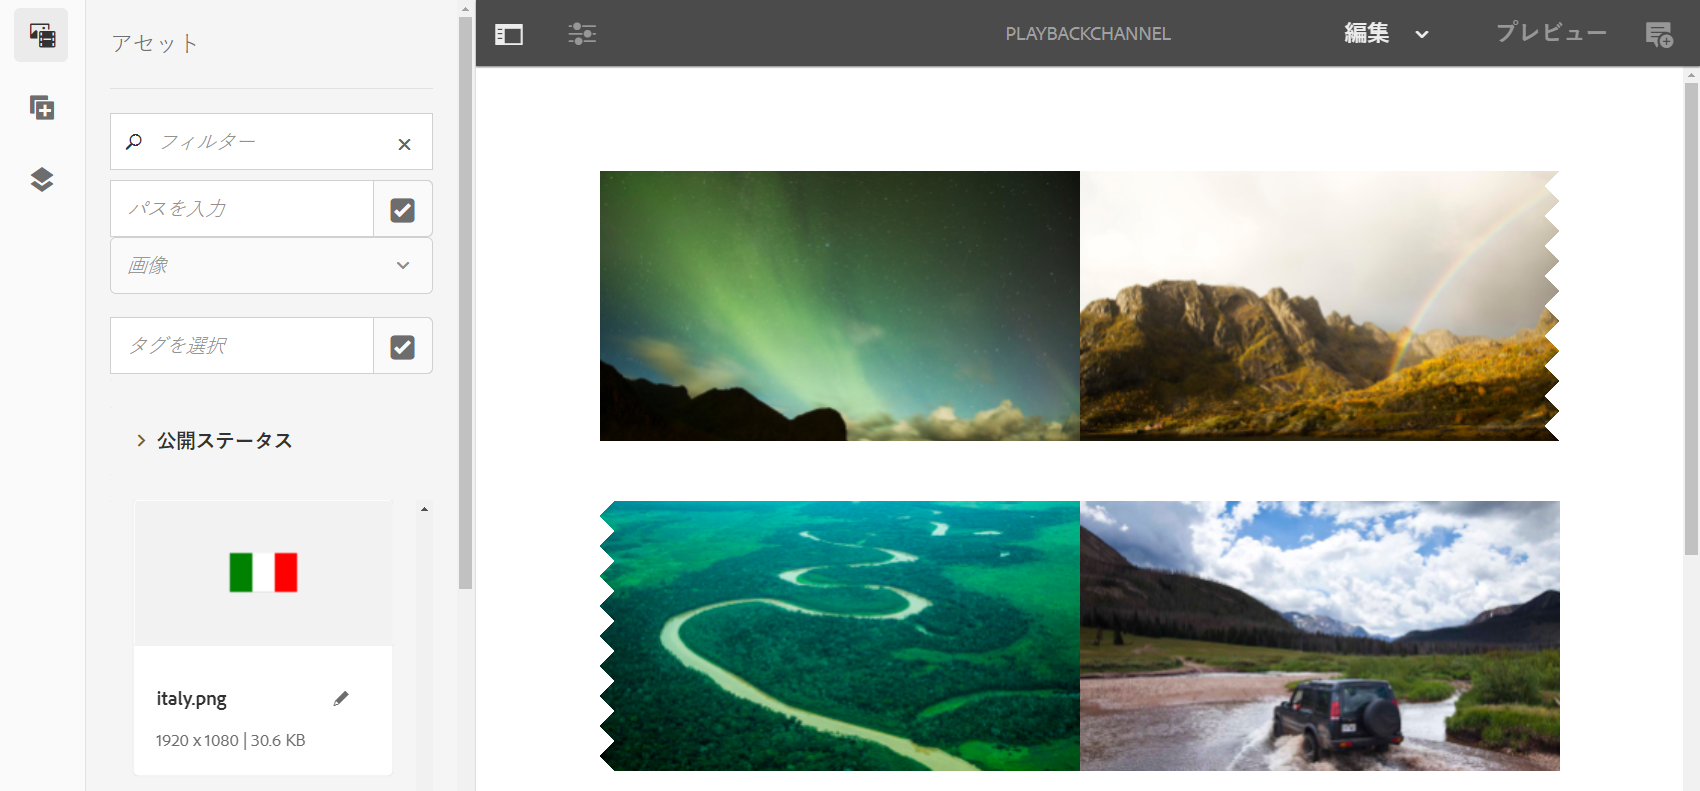 アセット
フィルター
パスを入力
画像
タグを選択
公開ステータス
italy.png
1920 x 1080 | 30.6 KB
PLAYBACKCHANNEL
編集
プレビュー